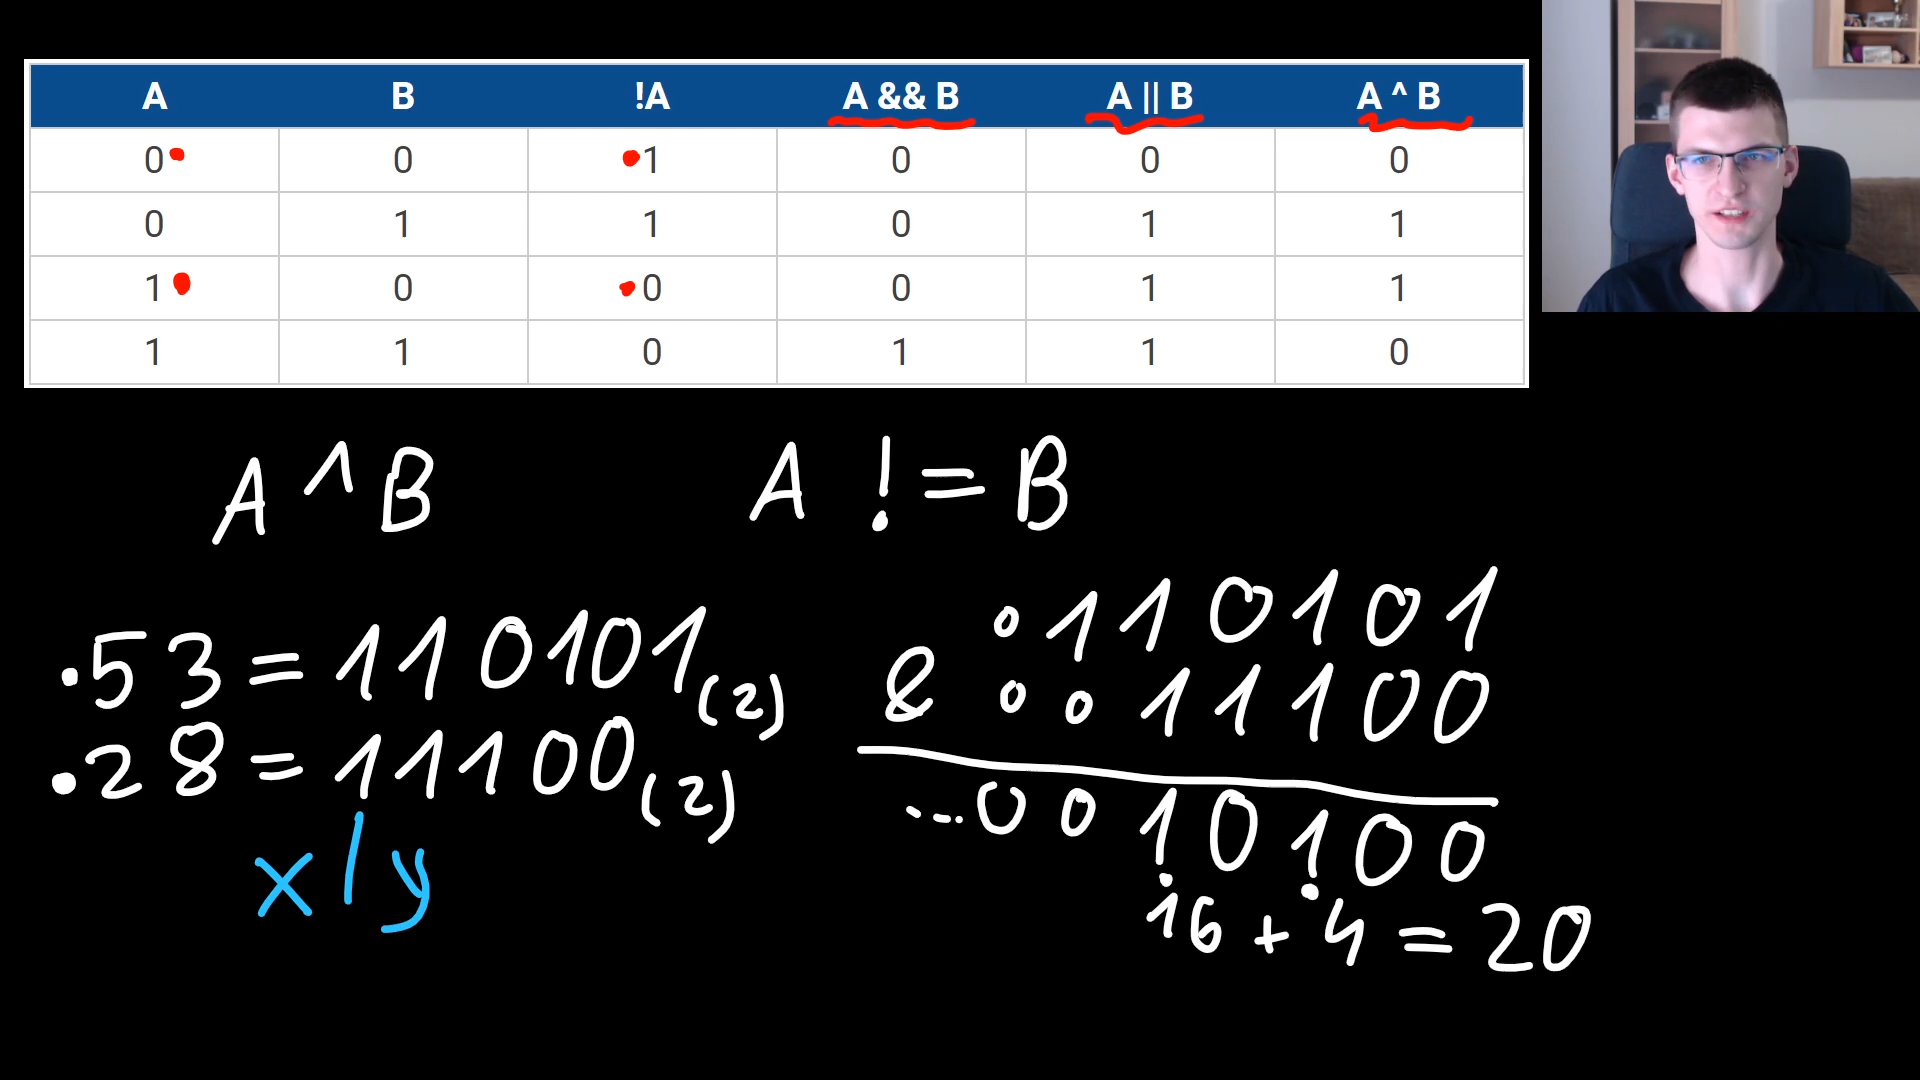 A B !A A && B A || B A ^ B
0 0 1 0 0 0
0 1 1 0 1 1
1 0 0 0 1 1
1 1 0 1 1 0
A ^ B A != B
53 = 110101(2)
28 = 11100(2)
x | y
0110101
& 0011100
...0010100
16 + 4 = 20